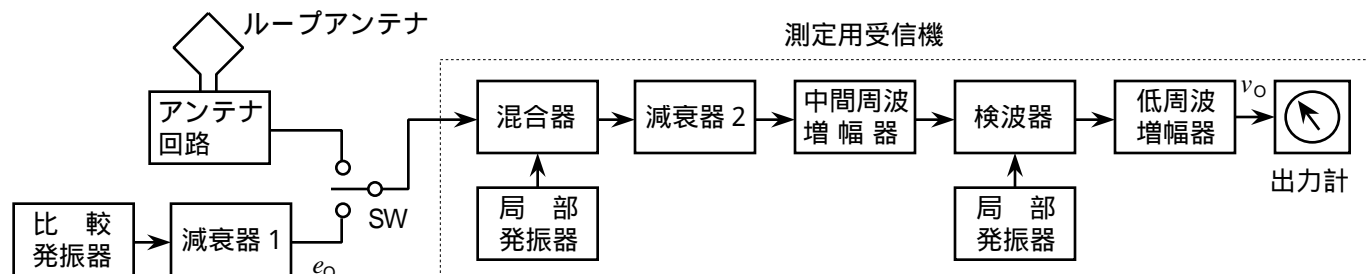 ループアンテナ
測定用受信機
アンテナ
回路
混合器
減衰器 2
中間周波
増 幅 器
検波器
低周波
増幅器
vO
出力計
SW
局 部
発振器
局 部
発振器
比 較
発振器
減衰器 1
eO